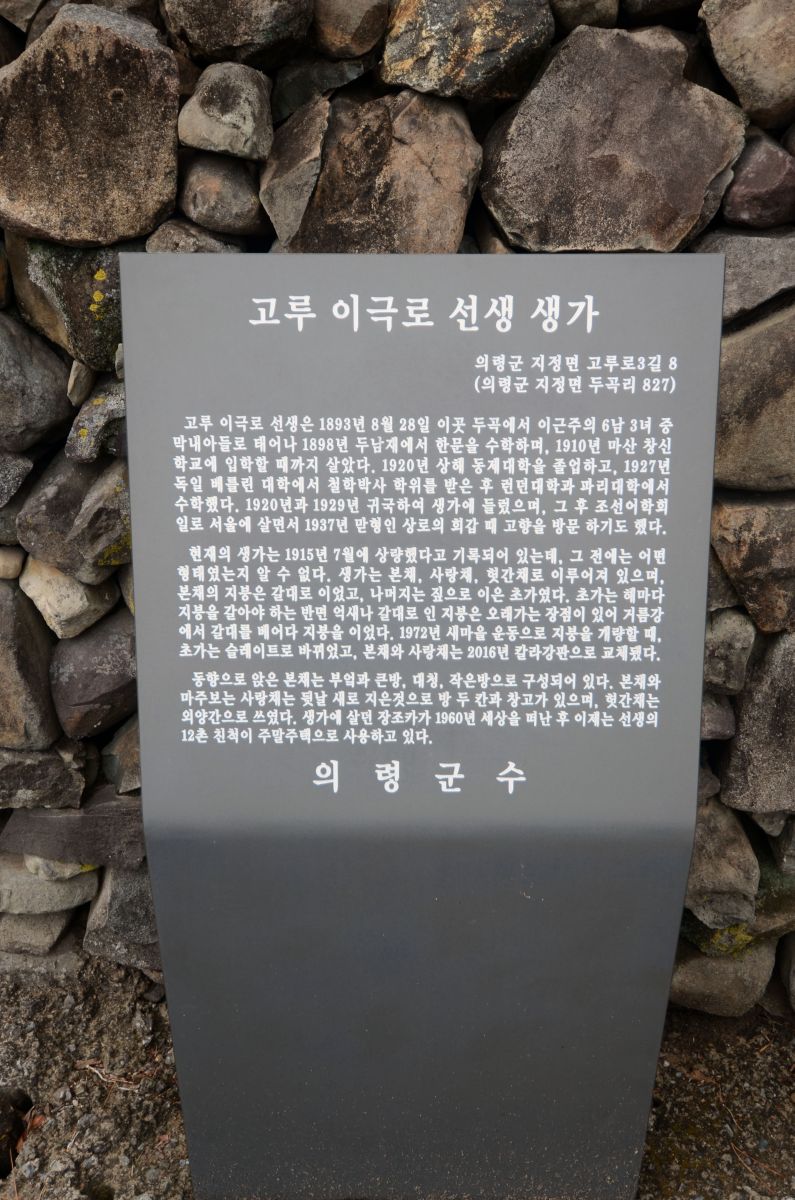 고루 이극로 선생 생가
의령군 지정면 고루로3길 8
(의령군 지정면 두곡리 827)
고루 이극로 선생은 1893년 8월 28일 이곳 두곡에서 이근주의 6남 3녀 중
막내아들로 태어나 1898년 두남재에서 한문을 수학하며, 1910년 마산 창신
학교에 입학할 때까지 살았다. 1920년 상해 동제대학을 졸업하고, 1927년
독일 베를린 대학에서 철학박사 학위를 받은 후 런던대학과 파리대학에서
수학했다. 1920년과 1929년 귀국하여 생가에 들렀으며, 그 후 조선어학회
일로 서울에 살면서 1937년 맏형인 상로의 회갑 때 고향을 방문 하기도 했다.
현재의 생가는 1915년 7월에 상량했다고 기록되어 있는데, 그 전에는 어떤
형태였는지 알 수 없다. 생가는 본채, 사랑채, 헛간채로 이루어져 있으며,
본채의 지붕은 갈대로 이었고, 나머지는 짚으로 이은 초가였다. 초가는 해마다
지붕을 갈아야 하는 반면 억새나 갈대로 인 지붕은 오래가는 장점이 있어 거름강
에서 갈대를 베어다 지붕을 이었다. 1972년 새마을 운동으로 지붕을 개량할 때,
초가는 슬레이트로 바뀌었고, 본채와 사랑채는 2016년 칼라강판으로 교체됐다.
동향으로 앉은 본채는 부엌과 큰방, 대청, 작은방으로 구성되어 있다. 본채와
마주보는 사랑채는 뒷날 새로 지은것으로 방 두 칸과 창고가 있으며, 헛간채는
외양간으로 쓰였다. 생가에 살던 장조카가 1960년 세상을 떠난 후 이제는 선생의
12촌 친척이 주말주택으로 사용하고 있다.
의 령 군 수